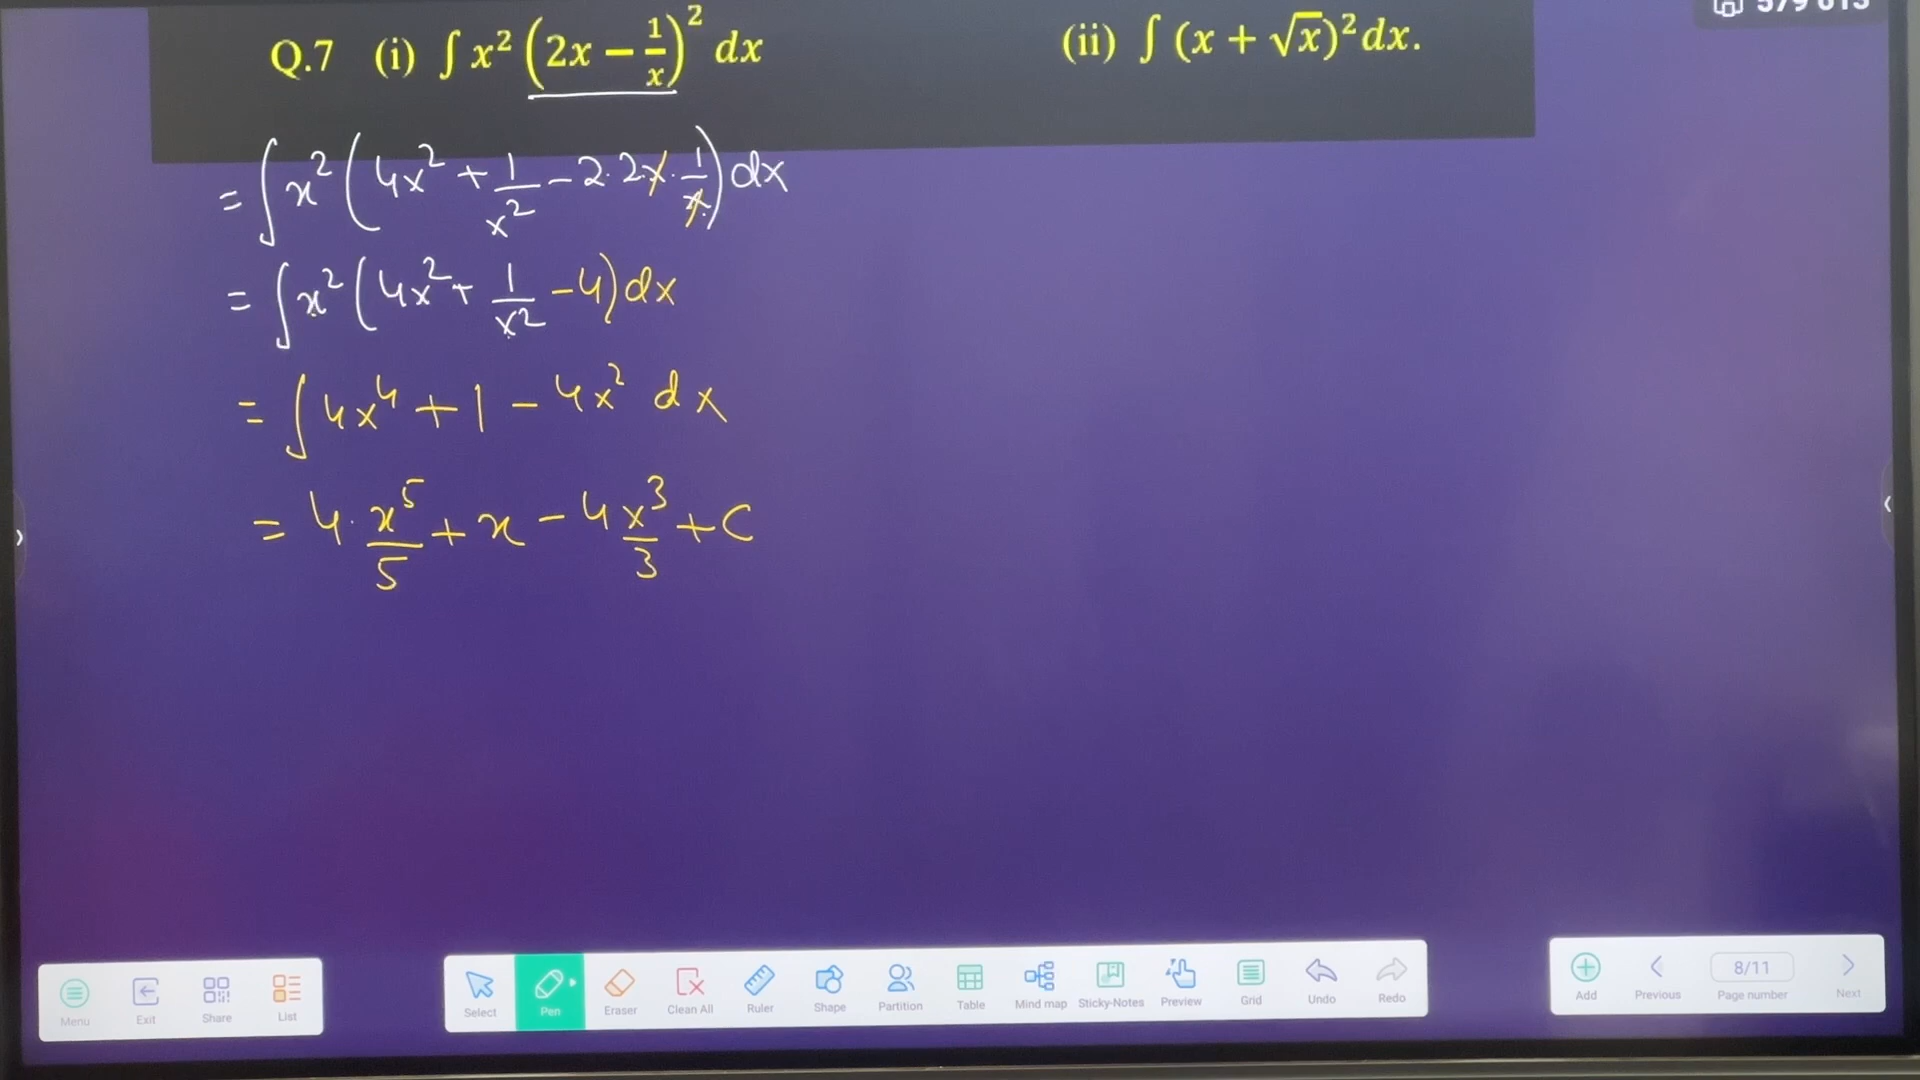 Q.7 (i) ∫ x² (2x − 1/x)² dx (ii) ∫ (x + √x)² dx.
= ∫ x² (4x² + 1/x² − 2·2x·1/x) dx
= ∫ x² (4x² + 1/x² − 4) dx
= ∫ 4x⁴ + 1 − 4x² dx
= 4·x⁵/5 + x − 4x³/3 + C
Menu Exit Share List Select Pen Eraser Clean All Ruler Shape Partition Table Mind map Sticky-Notes Preview Grid Undo Redo Add Previous 8/11 Page number Next